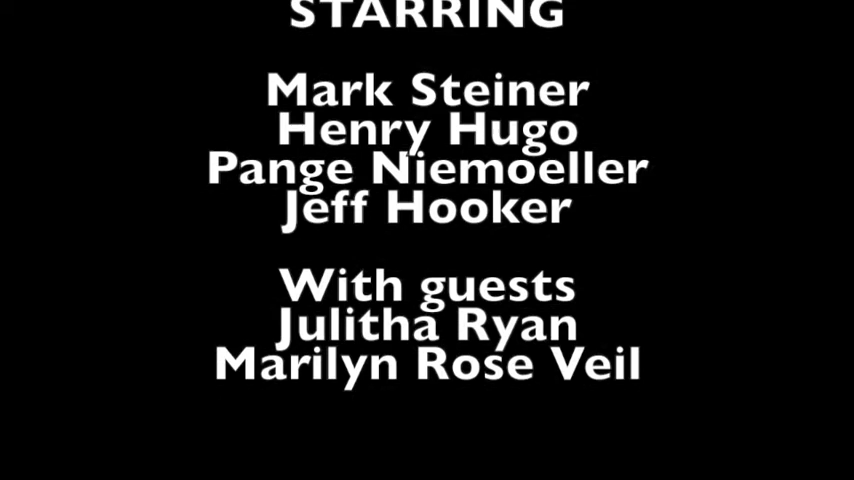 STARRING
Mark Steiner
Henry Hugo
Pange Niemoeller
Jeff Hooker
With guests
Julitha Ryan
Marilyn Rose Veil